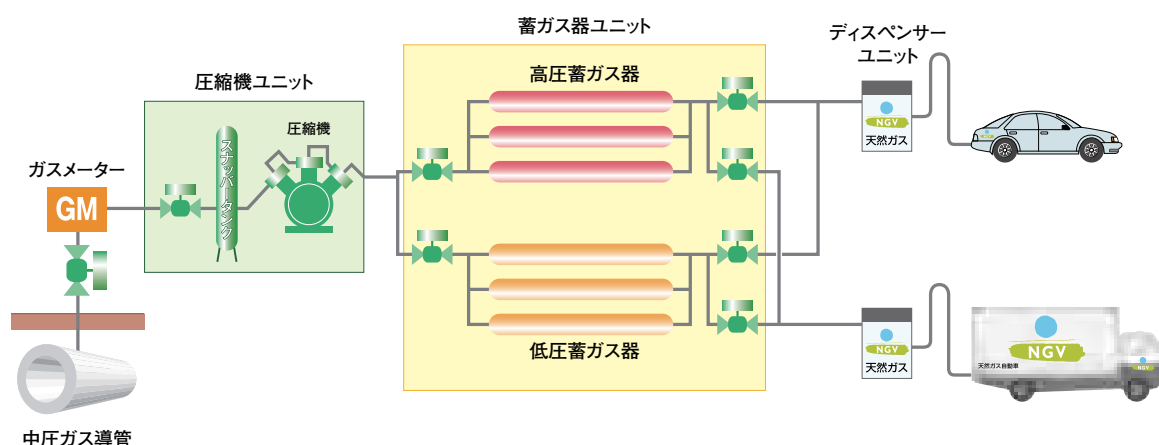 蓄ガス器ユニット
ディスペンサー
ユニット
圧縮機ユニット
高圧蓄ガス器
圧縮機
NGV
天然ガス
スナッバータンク
ガスメーター
GM
低圧蓄ガス器
NGV
天然ガス
NGV
天然ガス自動車
中圧ガス導管